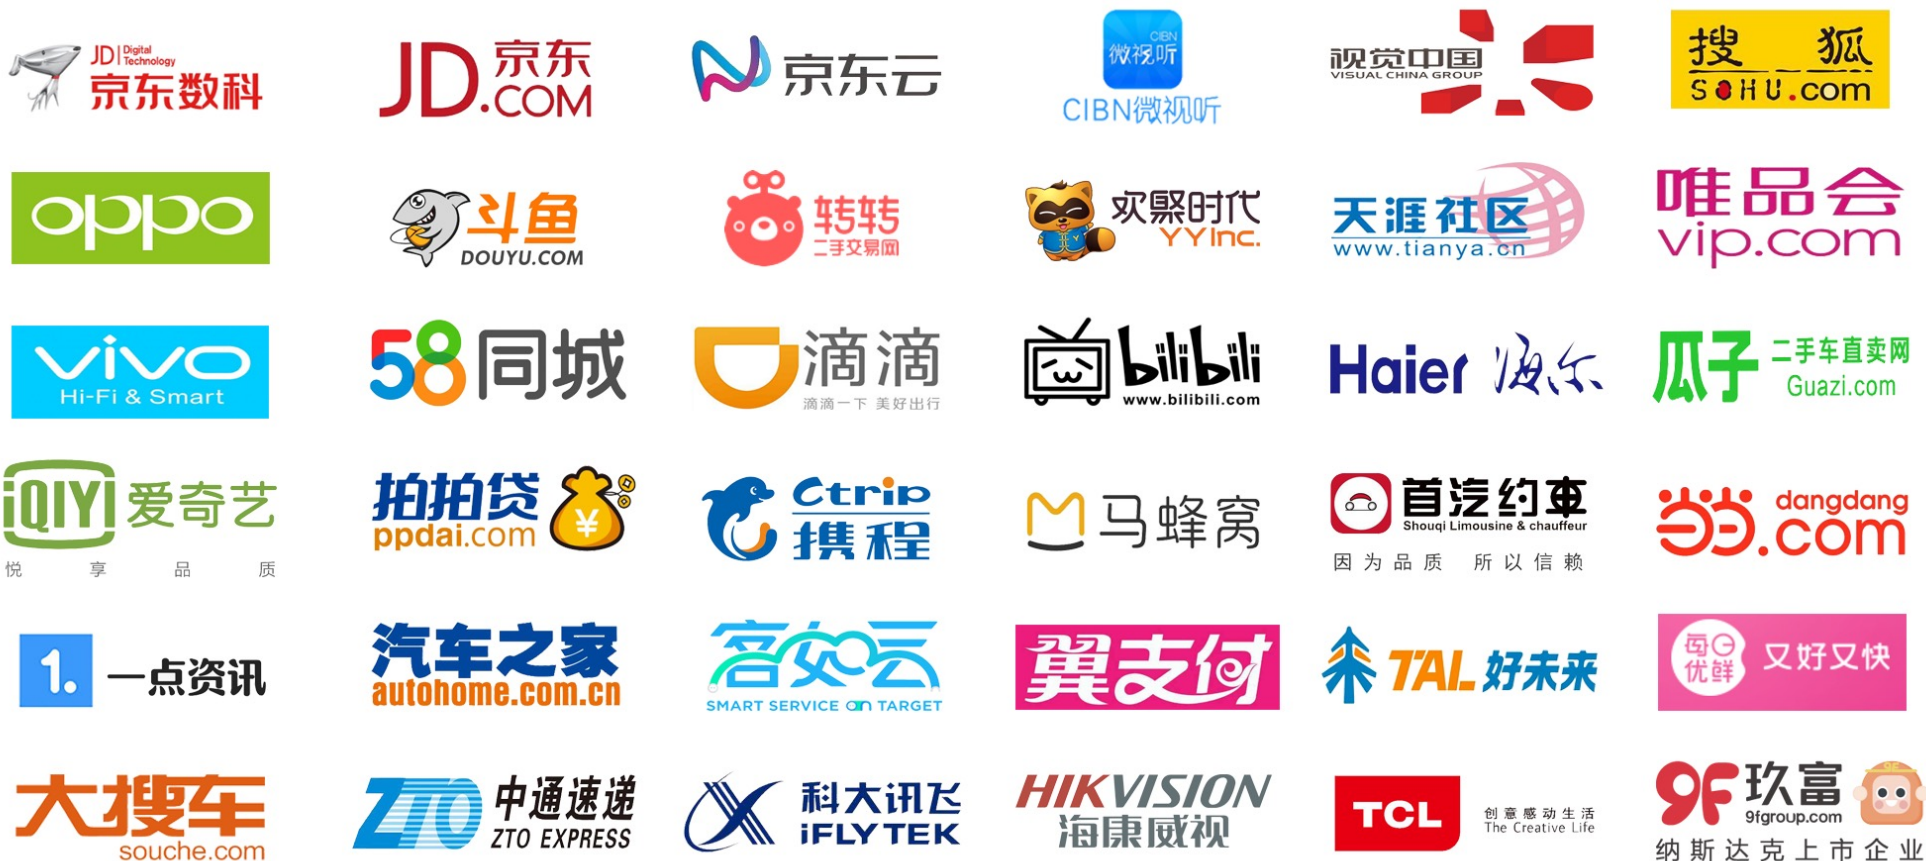 JD Digital
Technology
京东数科
JD 京东
.COM
京东云
CIBN
微视听
CIBN微视听
视觉中国
VISUAL CHINA GROUP
搜 狐
SOHU.com
oppo
斗鱼
DOUYU.COM
转转
二手交易网
欢聚时代
YY Inc.
天涯社区
www.tianya.cn
唯品会
vip.com
vivo
Hi-Fi & Smart
58同城
滴滴
滴滴一下 美好出行
bilibili
www.bilibili.com
Haier 海尔
瓜子 二手车直卖网
Guazi.com
iQIYI 爱奇艺
悦 享 品 质
拍拍贷
ppdai.com
¥
Ctrip
携程
马蜂窝
首汽约車
Shouqi Limousine & chauffeur
因为品质 所以信赖
当当 dangdang
.com
1. 一点资讯
汽车之家
autohome.com.cn
客如云
SMART SERVICE on TARGET
翼支付
TAL 好未来
每日
优鲜
又好又快
大搜车
souche.com
ZTO 中通速递
ZTO EXPRESS
科大讯飞
iFLYTEK
HIKVISION
海康威视
TCL
创意感动生活
The Creative Life
9F 玖富
9fgroup.com
9F
纳斯达克上市企业